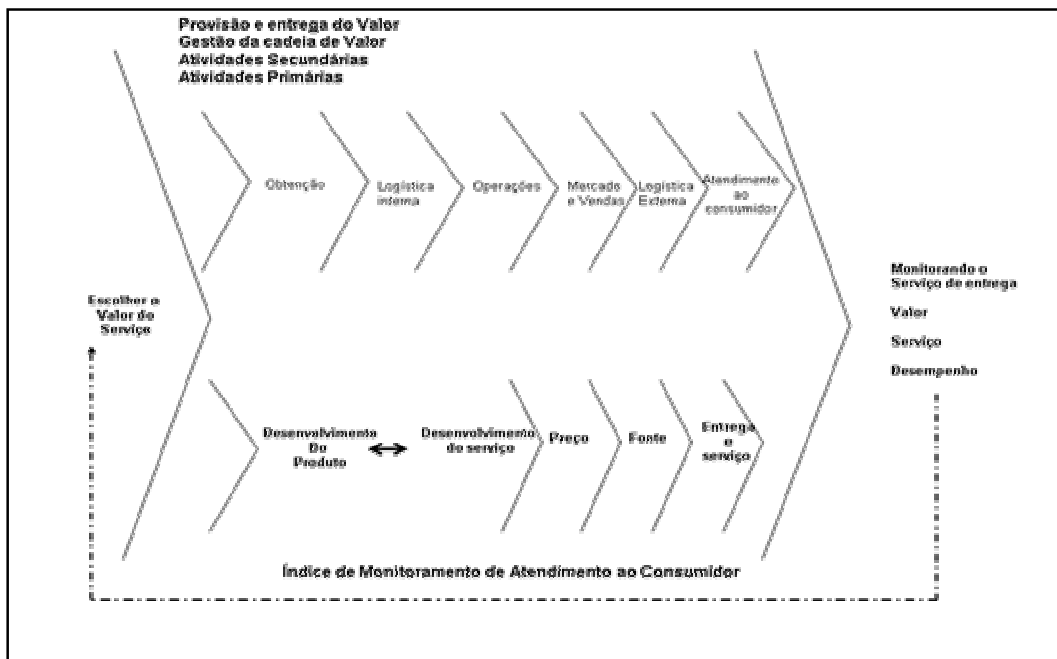 Provisão e entrega do Valor
Gestão da cadeia de Valor
Atividades Secundárias
Atividades Primárias
Obtenção
Logística
interna
Operações
Mercado
e Vendas
Logística
Externa
Atendimento
ao
consumidor
Escolher o
Valor do
Serviço
Monitorando o
Serviço de entrega
Valor
Serviço
Desempenho
Desenvolvimento
Do
Produto
Desenvolvimento
do serviço
Preço
Fonte
Entrega
e
serviço
Índice de Monitoramento de Atendimento ao Consumidor